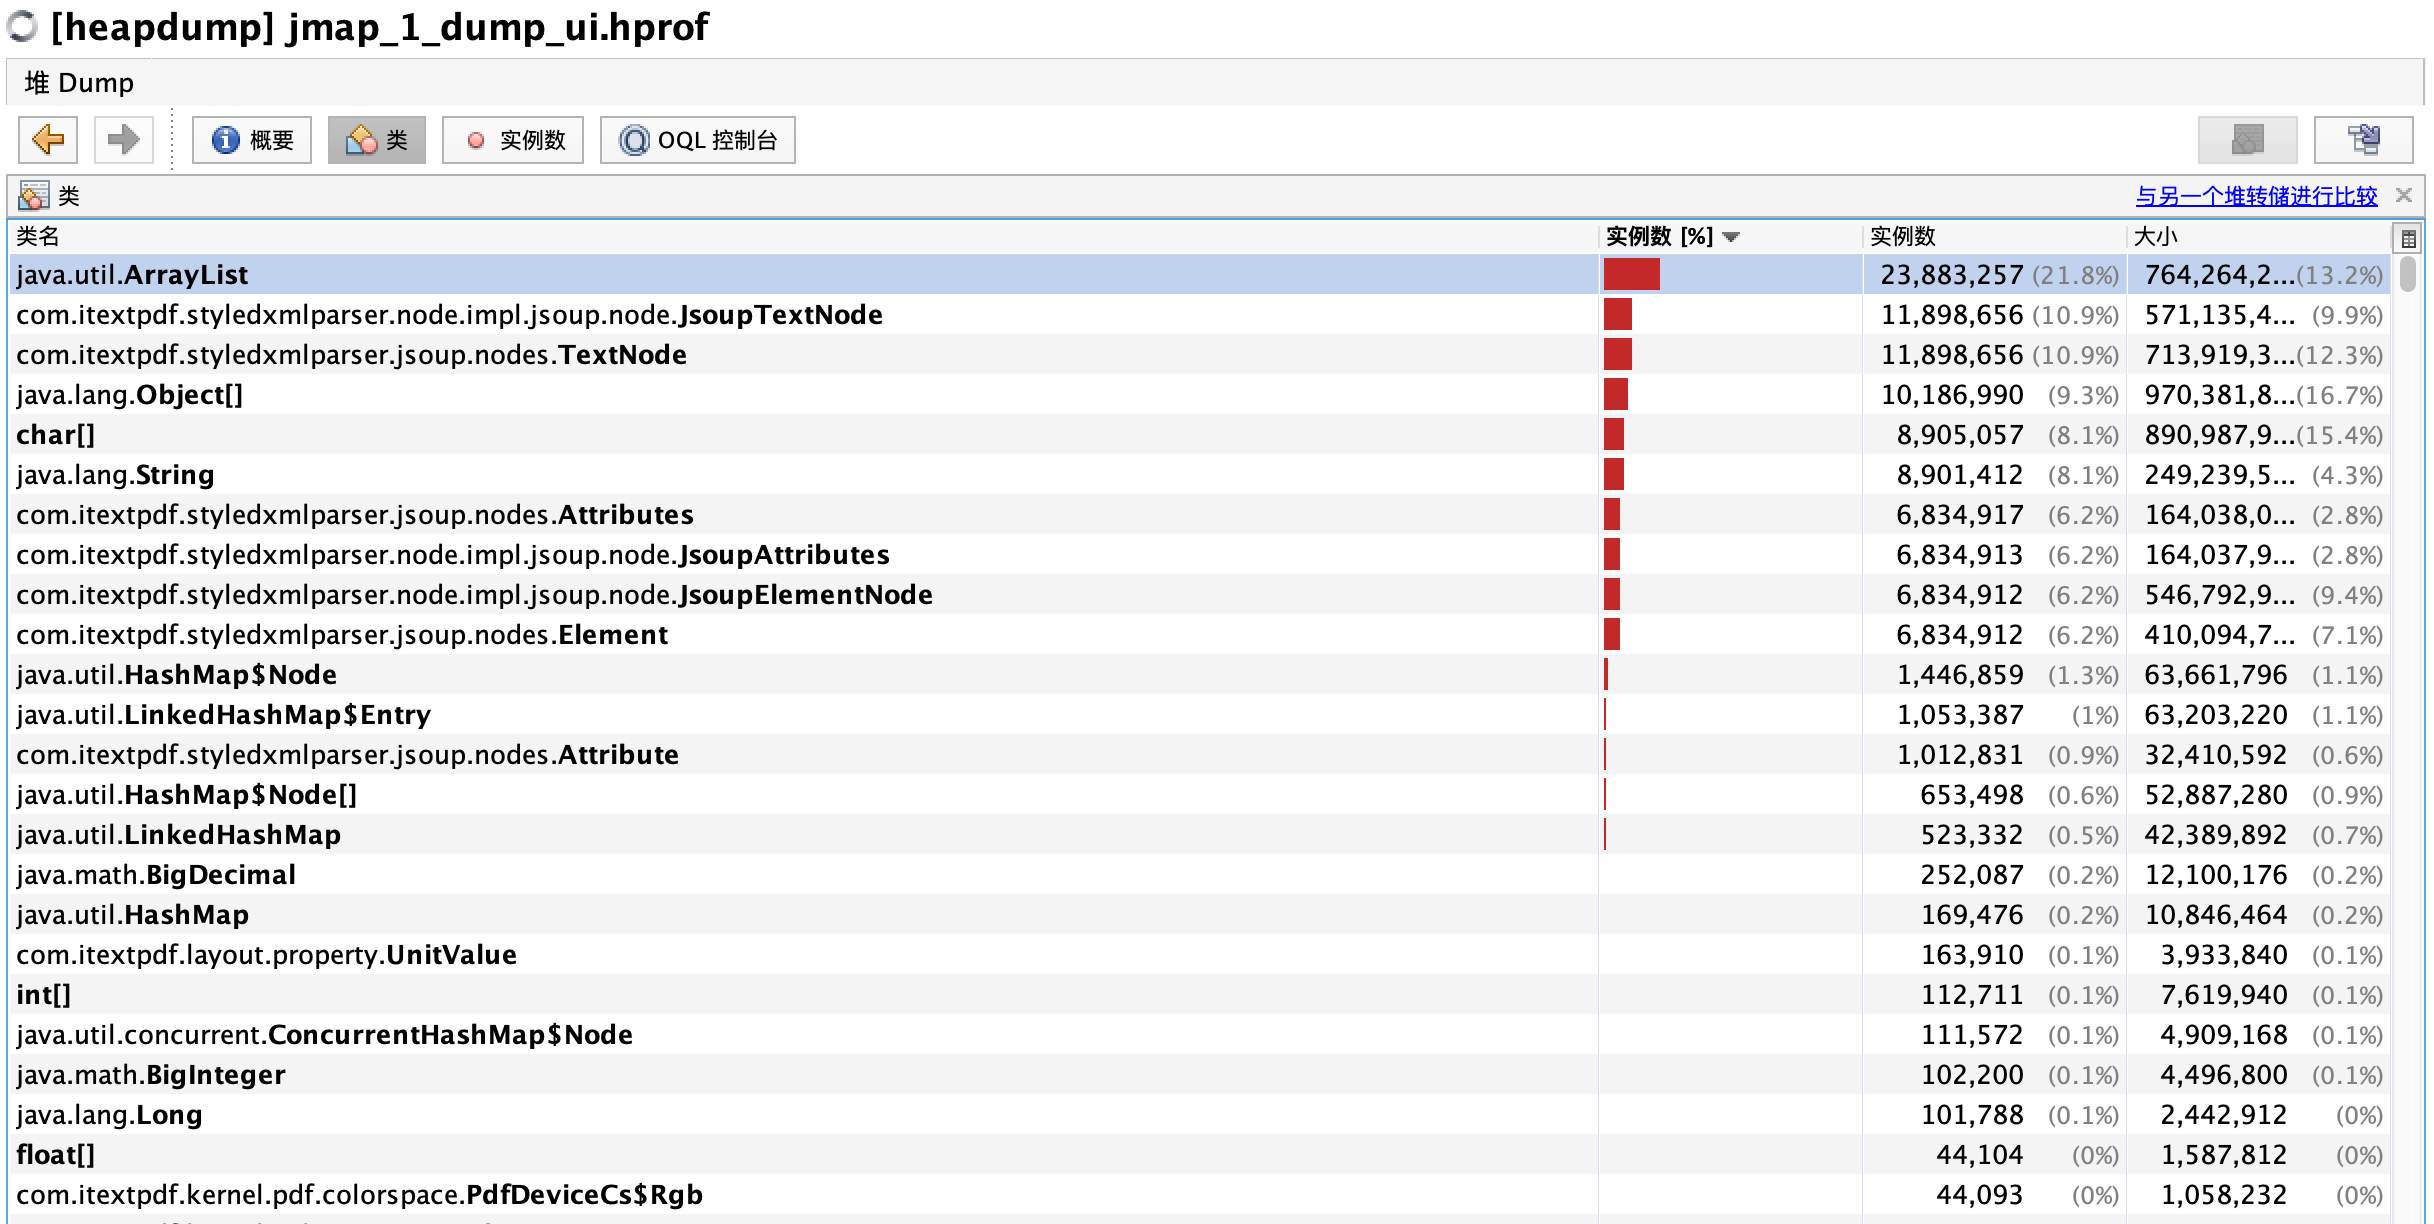 [heapdump] jmap_1_dump_ui.hprof
堆 Dump
概要 类 实例数 OQL 控制台
类 与另一个堆转储进行比较
类名 实例数 [%] 实例数 大小
java.util.ArrayList 23,883,257 (21.8%) 764,264,2...(13.2%)
com.itextpdf.styledxmlparser.node.impl.jsoup.node.JsoupTextNode 11,898,656 (10.9%) 571,135,4... (9.9%)
com.itextpdf.styledxmlparser.jsoup.nodes.TextNode 11,898,656 (10.9%) 713,919,3...(12.3%)
java.lang.Object[] 10,186,990 (9.3%) 970,381,8...(16.7%)
char[] 8,905,057 (8.1%) 890,987,9...(15.4%)
java.lang.String 8,901,412 (8.1%) 249,239,5... (4.3%)
com.itextpdf.styledxmlparser.jsoup.nodes.Attributes 6,834,917 (6.2%) 164,038,0... (2.8%)
com.itextpdf.styledxmlparser.node.impl.jsoup.node.JsoupAttributes 6,834,913 (6.2%) 164,037,9... (2.8%)
com.itextpdf.styledxmlparser.node.impl.jsoup.node.JsoupElementNode 6,834,912 (6.2%) 546,792,9... (9.4%)
com.itextpdf.styledxmlparser.jsoup.nodes.Element 6,834,912 (6.2%) 410,094,7... (7.1%)
java.util.HashMap$Node 1,446,859 (1.3%) 63,661,796 (1.1%)
java.util.LinkedHashMap$Entry 1,053,387 (1%) 63,203,220 (1.1%)
com.itextpdf.styledxmlparser.jsoup.nodes.Attribute 1,012,831 (0.9%) 32,410,592 (0.6%)
java.util.HashMap$Node[] 653,498 (0.6%) 52,887,280 (0.9%)
java.util.LinkedHashMap 523,332 (0.5%) 42,389,892 (0.7%)
java.math.BigDecimal 252,087 (0.2%) 12,100,176 (0.2%)
java.util.HashMap 169,476 (0.2%) 10,846,464 (0.2%)
com.itextpdf.layout.property.UnitValue 163,910 (0.1%) 3,933,840 (0.1%)
int[] 112,711 (0.1%) 7,619,940 (0.1%)
java.util.concurrent.ConcurrentHashMap$Node 111,572 (0.1%) 4,909,168 (0.1%)
java.math.BigInteger 102,200 (0.1%) 4,496,800 (0.1%)
java.lang.Long 101,788 (0.1%) 2,442,912 (0%)
float[] 44,104 (0%) 1,587,812 (0%)
com.itextpdf.kernel.pdf.colorspace.PdfDeviceCs$Rgb 44,093 (0%) 1,058,232 (0%)